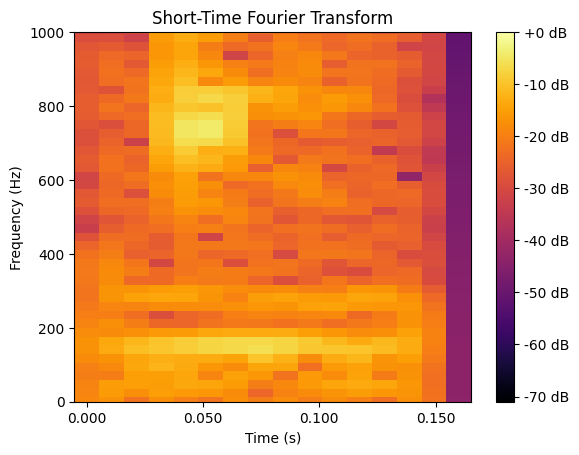 Short-Time Fourier Transform
1000
800
600
400
200
0
Frequency (Hz)
0.000
0.050
0.100
0.150
Time (s)
+0 dB
-10 dB
-20 dB
-30 dB
-40 dB
-50 dB
-60 dB
-70 dB